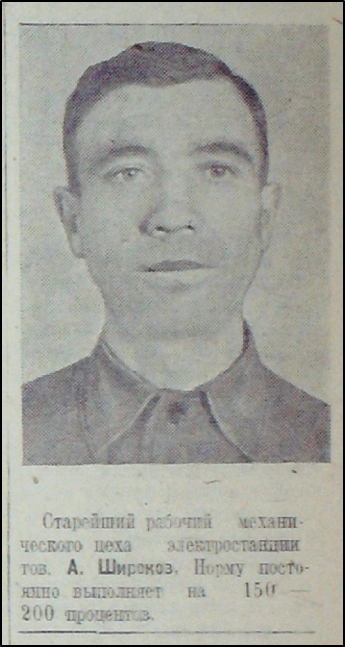 Старейший рабочий механи-
ческого цеха электростанции
тов. А. Широков. Норму посто-
янно выполняет на 150 —
200 процентов.